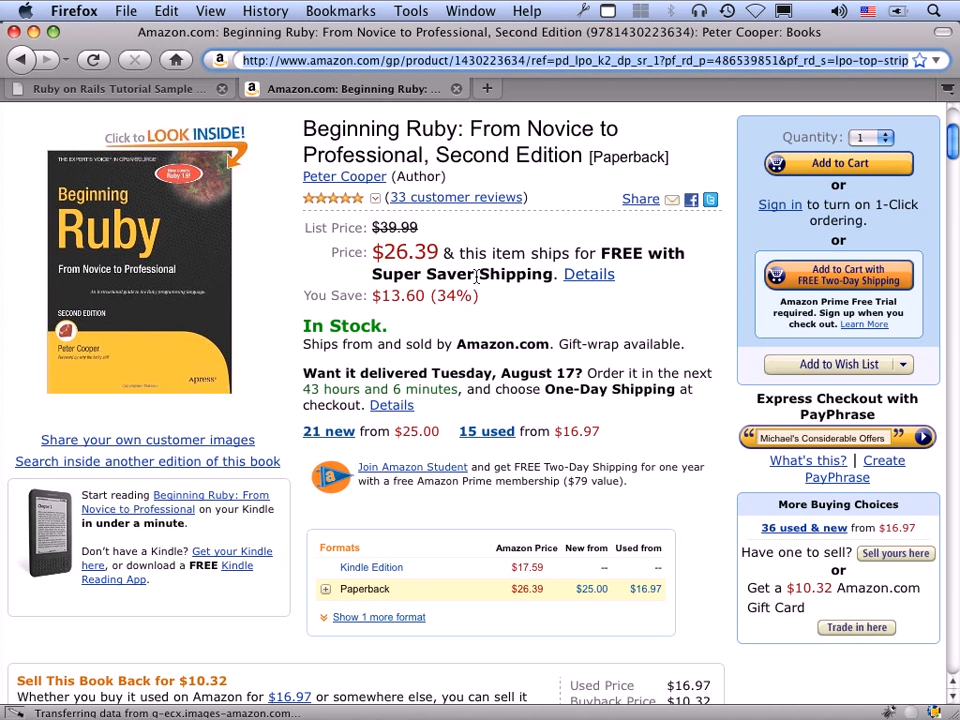 Firefox File Edit View History Bookmarks Tools Window Help
Amazon.com: Beginning Ruby: From Novice to Professional, Second Edition (9781430223634): Peter Cooper: Books
http://www.amazon.com/gp/product/1430223634/ref=pd_lpo_k2_dp_sr_1?pf_rd_p=486539851&pf_rd_s=lpo-top-strip
Ruby on Rails Tutorial Sample ...
Amazon.com: Beginning Ruby: ...
Click to LOOK INSIDE!
THE EXPERT'S VOICE IN OPEN SOURCE
Beginning
Ruby
From Novice to Professional
SECOND EDITION
Peter Cooper
Apress
Share your own customer images
Search inside another edition of this book
Start reading Beginning Ruby: From
Novice to Professional on your Kindle
in under a minute.
Don't have a Kindle? Get your Kindle
here, or download a FREE Kindle
Reading App.
Beginning Ruby: From Novice to
Professional, Second Edition [Paperback]
Peter Cooper (Author)
(33 customer reviews)
Share
List Price: $39.99
Price: $26.39 & this item ships for FREE with
Super Saver Shipping. Details
You Save: $13.60 (34%)
In Stock.
Ships from and sold by Amazon.com. Gift-wrap available.
Want it delivered Tuesday, August 17? Order it in the next
43 hours and 6 minutes, and choose One-Day Shipping at
checkout. Details
21 new from $25.00 15 used from $16.97
Join Amazon Student and get FREE Two-Day Shipping for one year
with a free Amazon Prime membership ($79 value).
Formats Amazon Price New from Used from
Kindle Edition $17.59 -- --
Paperback $26.39 $25.00 $16.97
Show 1 more format
Quantity: 1
Add to Cart
or
Sign in to turn on 1-Click
ordering.
or
Add to Cart with
FREE Two-Day Shipping
Amazon Prime Free Trial
required. Sign up when you
check out. Learn More
Add to Wish List
Express Checkout with
PayPhrase
Michael's Considerable Offers
What's this? | Create
PayPhrase
More Buying Choices
36 used & new from $16.97
Have one to sell? Sell yours here
or
Get a $10.32 Amazon.com
Gift Card
Trade in here
Sell This Book Back for $10.32
Whether you buy it used on Amazon for $16.97 or somewhere else, you can sell it
Used Price $16.97
Buyback Price $10.32
Transferring data from g-ecx.images-amazon.com...